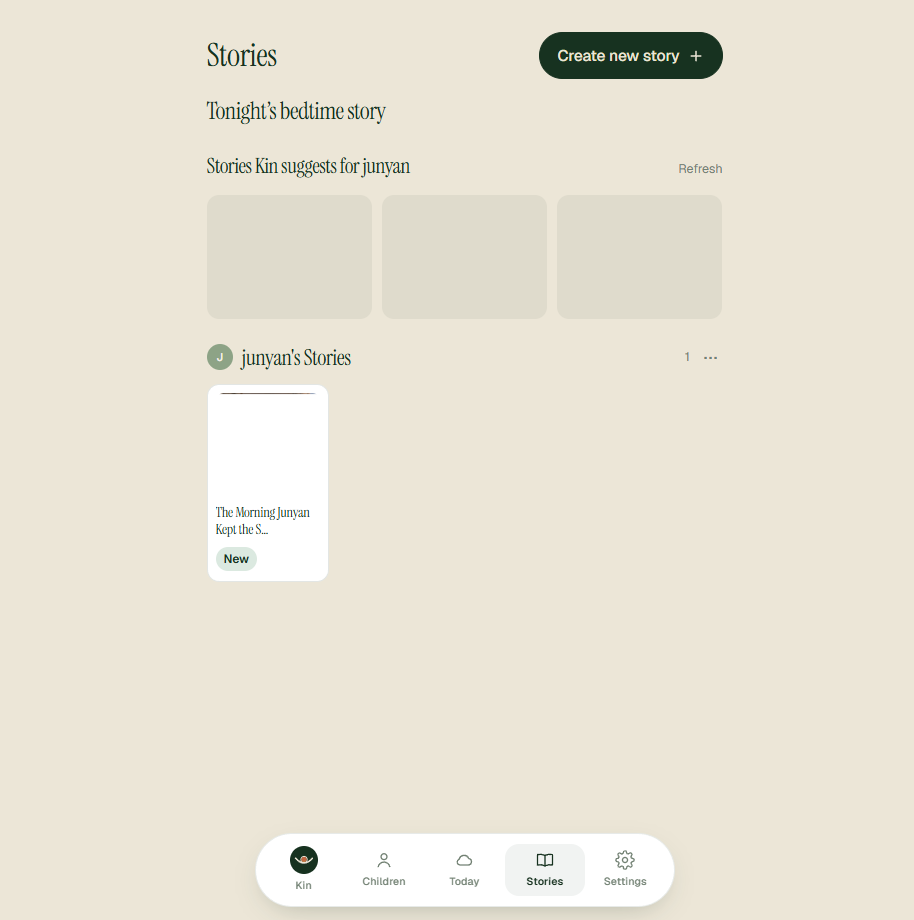 Stories
Create new story
Tonight’s bedtime story
Stories Kin suggests for junyan
Refresh
J
junyan's Stories
1
The Morning Junyan
Kept the S...
New
Kin
Children
Today
Stories
Settings